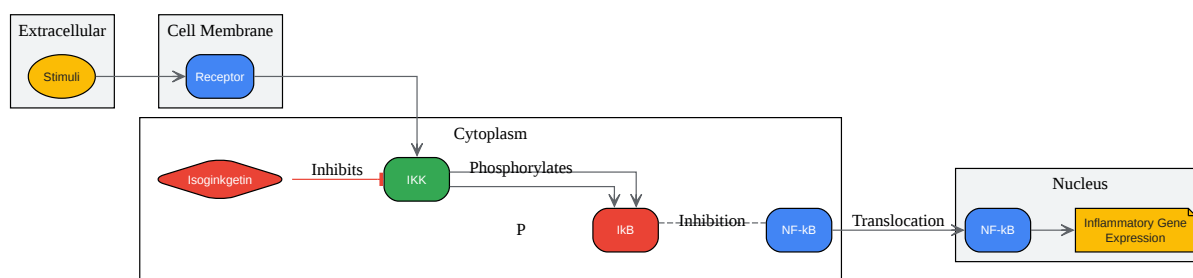 Extracellular
Cell Membrane
Stimuli
Receptor
Cytoplasm
Inhibits
Phosphorylates
Isoginkgetin
IKK
Nucleus
P
IkB
Inhibition
NF-kB
Translocation
NF-kB
Inflammatory Gene
Expression